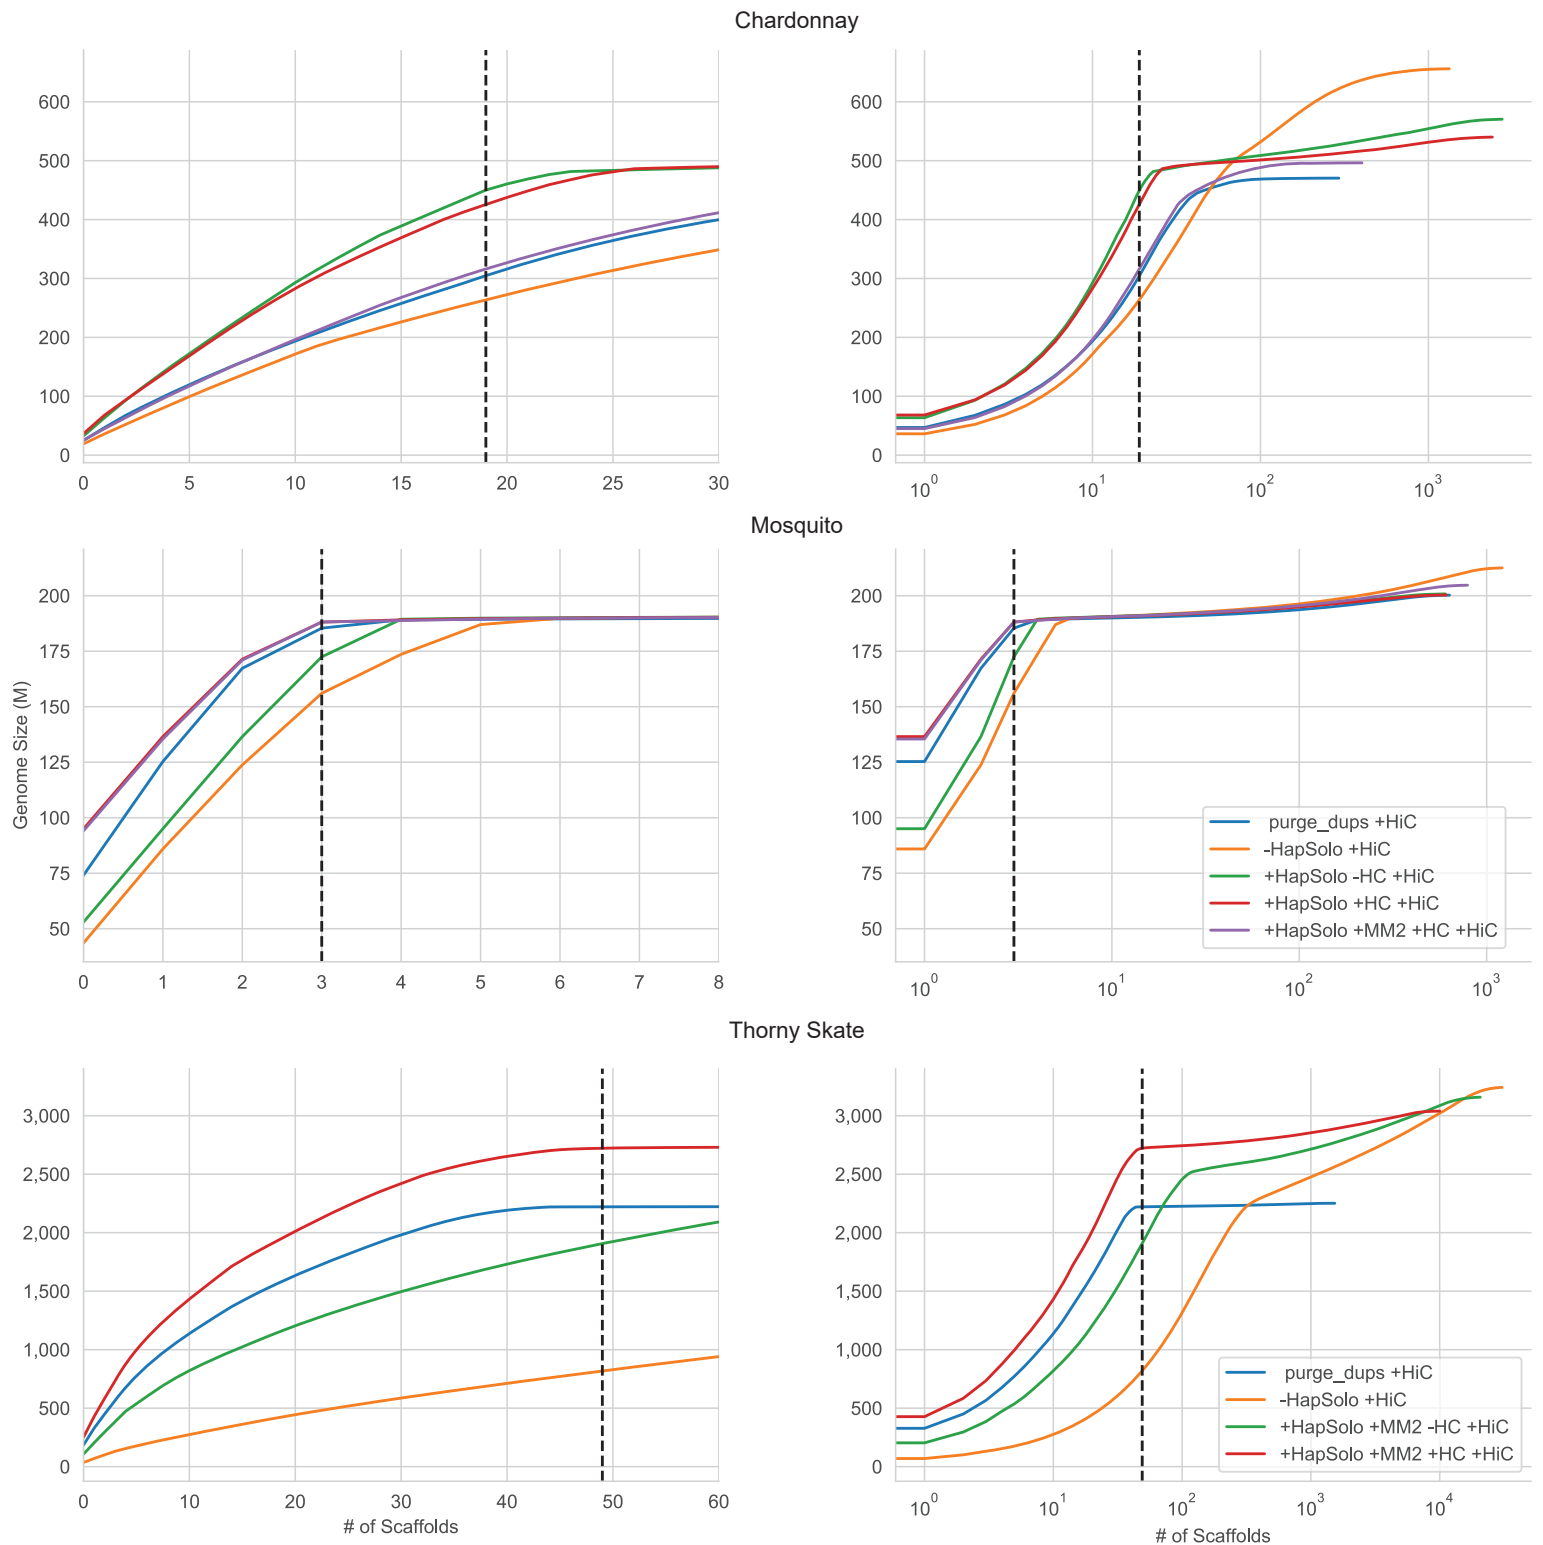 Chardonnay
600
500
400
300
200
100
0
0 5 10 15 20 25 30
600
500
400
300
200
100
0
10^0 10^1 10^2 10^3
Mosquito
Genome Size (M)
200
175
150
125
100
75
50
0 1 2 3 4 5 6 7 8
200
175
150
125
100
75
50
purge_dups +HiC
-HapSolo +HiC
+HapSolo -HC +HiC
+HapSolo +HC +HiC
+HapSolo +MM2 +HC +HiC
10^0 10^1 10^2 10^3
Thorny Skate
3,000
2,500
2,000
1,500
1,000
500
0
0 10 20 30 40 50 60
# of Scaffolds
3,000
2,500
2,000
1,500
1,000
500
0
purge_dups +HiC
-HapSolo +HiC
+HapSolo +MM2 -HC +HiC
+HapSolo +MM2 +HC +HiC
10^0 10^1 10^2 10^3 10^4
# of Scaffolds